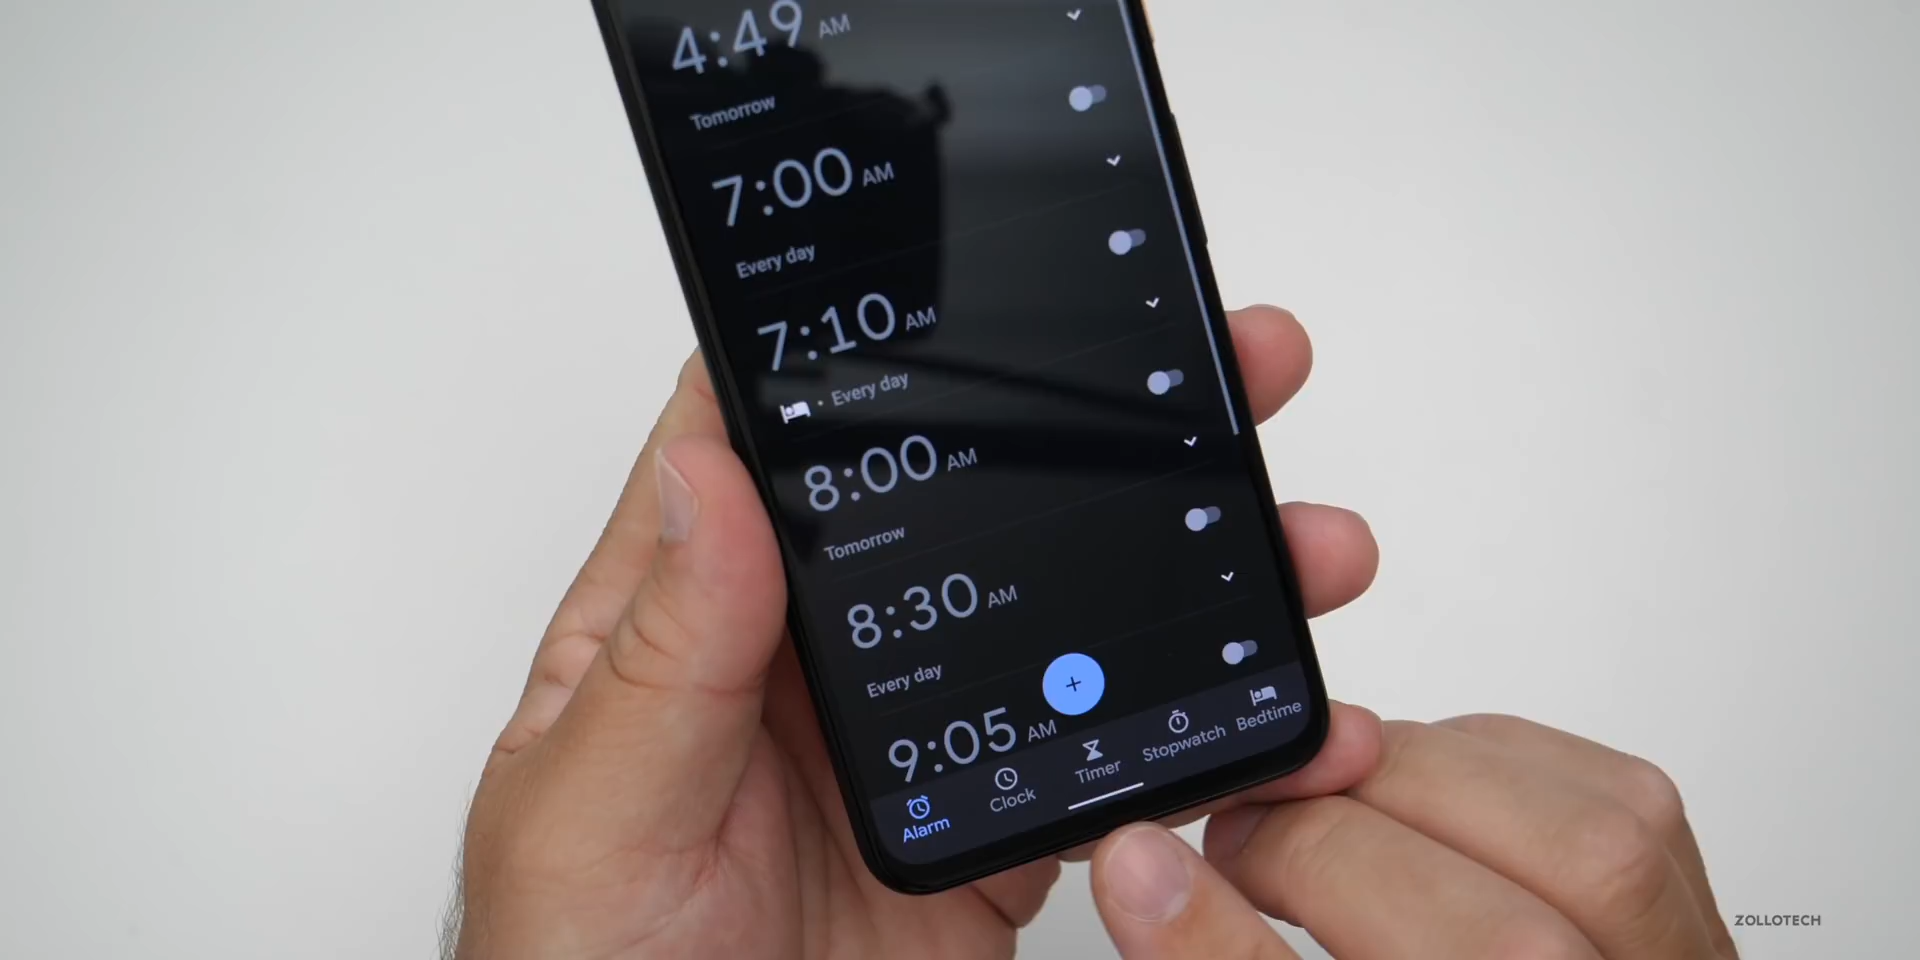 4:49 AM
Tomorrow
7:00 AM
Every day
7:10 AM
· Every day
8:00 AM
Tomorrow
8:30 AM
Every day
9:05 AM
Alarm
Clock
Timer
Stopwatch
Bedtime
ZOLLOTECH